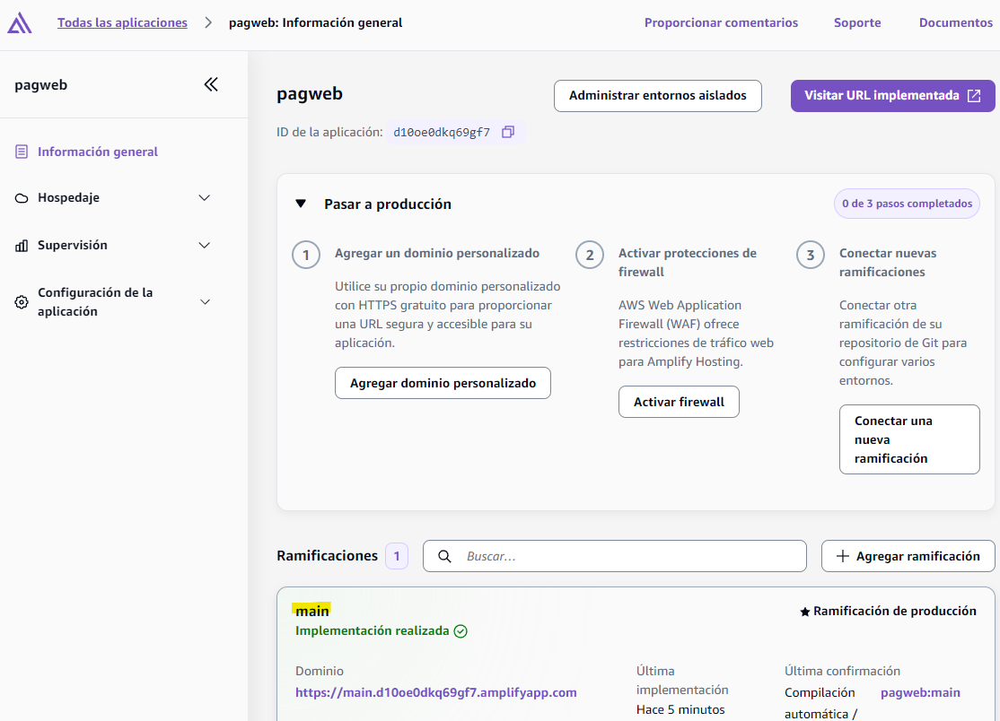 Todas las aplicaciones
pagweb: Información general
Proporcionar comentarios
Soporte
Documentos
pagweb
Información general
Hospedaje
Supervisión
Configuración de la
aplicación
pagweb
Administrar entornos aislados
Visitar URL implementada
ID de la aplicación: d10oe0dkq69gf7
Pasar a producción
0 de 3 pasos completados
1
Agregar un dominio personalizado
Utilice su propio dominio personalizado
con HTTPS gratuito para proporcionar
una URL segura y accesible para su
aplicación.
Agregar dominio personalizado
2
Activar protecciones de
firewall
AWS Web Application
Firewall (WAF) ofrece
restricciones de tráfico web
para Amplify Hosting.
Activar firewall
3
Conectar nuevas
ramificaciones
Conectar otra
ramificación de su
repositorio de Git para
configurar varios
entornos.
Conectar una
nueva
ramificación
Ramificaciones 1
Buscar...
Agregar ramificación
main
Implementación realizada
Ramificación de producción
Dominio
https://main.d10oe0dkq69gf7.amplifyapp.com
Última
implementación
Hace 5 minutos
Última confirmación
Compilación
automática /
pagweb:main